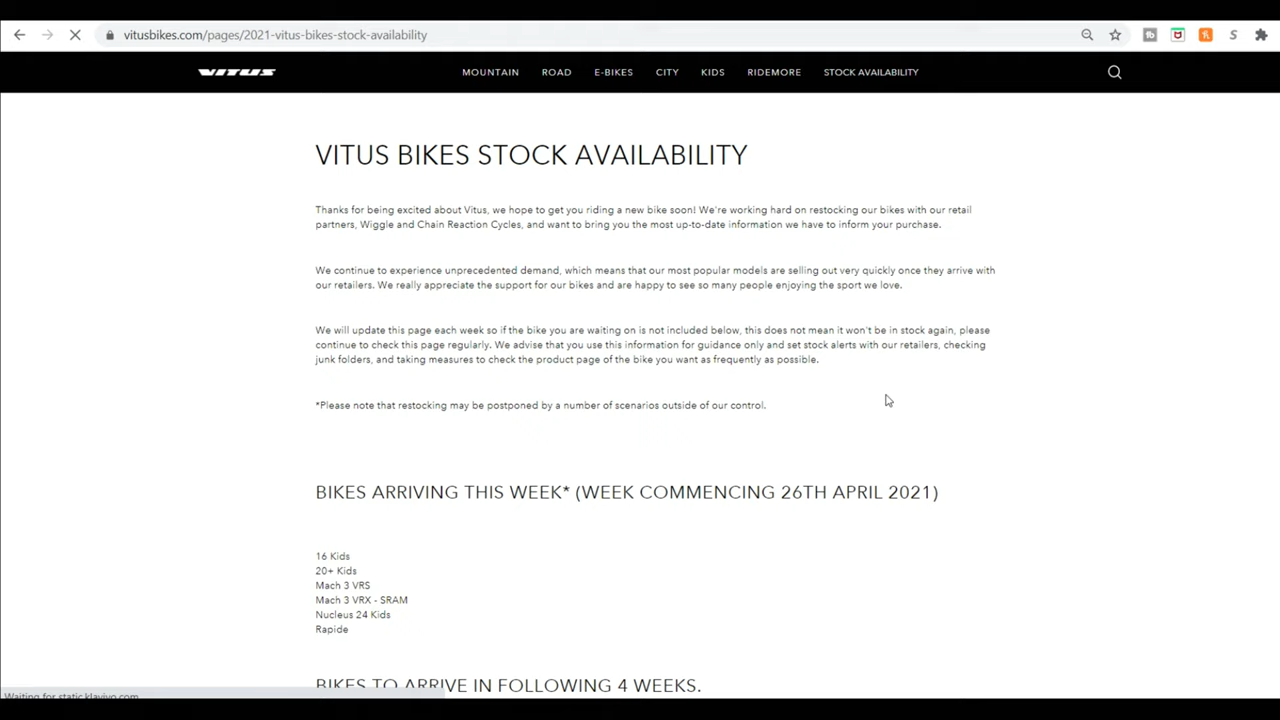 vitusbikes.com/pages/2021-vitus-bikes-stock-availability
VITUS
MOUNTAIN ROAD E-BIKES CITY KIDS RIDEMORE STOCK AVAILABILITY
VITUS BIKES STOCK AVAILABILITY
Thanks for being excited about Vitus, we hope to get you riding a new bike soon! We're working hard on restocking our bikes with our retail
partners, Wiggle and Chain Reaction Cycles, and want to bring you the most up-to-date information we have to inform your purchase.
We continue to experience unprecedented demand, which means that our most popular models are selling out very quickly once they arrive with
our retailers. We really appreciate the support for our bikes and are happy to see so many people enjoying the sport we love.
We will update this page each week so if the bike you are waiting on is not included below, this does not mean it won't be in stock again, please
continue to check this page regularly. We advise that you use this information for guidance only and set stock alerts with our retailers, checking
junk folders, and taking measures to check the product page of the bike you want as frequently as possible.
*Please note that restocking may be postponed by a number of scenarios outside of our control.
BIKES ARRIVING THIS WEEK* (WEEK COMMENCING 26TH APRIL 2021)
16 Kids
20+ Kids
Mach 3 VRS
Mach 3 VRX - SRAM
Nucleus 24 Kids
Rapide
BIKES TO ARRIVE IN FOLLOWING 4 WEEKS.
Waiting for static.klaviyo.com